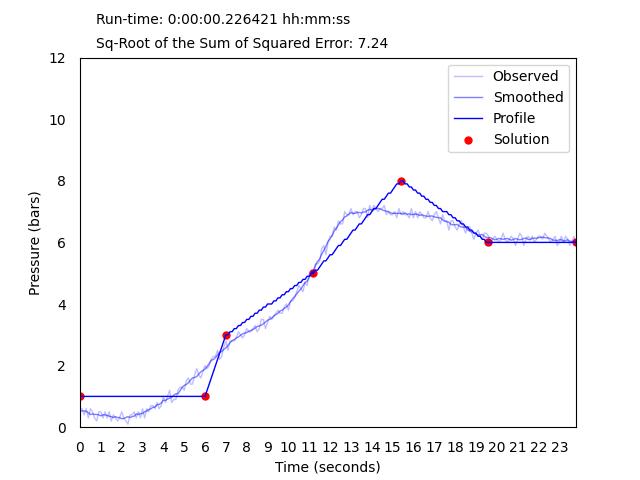 Run-time: 0:00:00.226421 hh:mm:ss
Sq-Root of the Sum of Squared Error: 7.24
12
10
8
6
4
2
0
Pressure (bars)
Observed
Smoothed
Profile
Solution
0 1 2 3 4 5 6 7 8 9 10 11 12 13 14 15 16 17 18 19 20 21 22 23
Time (seconds)